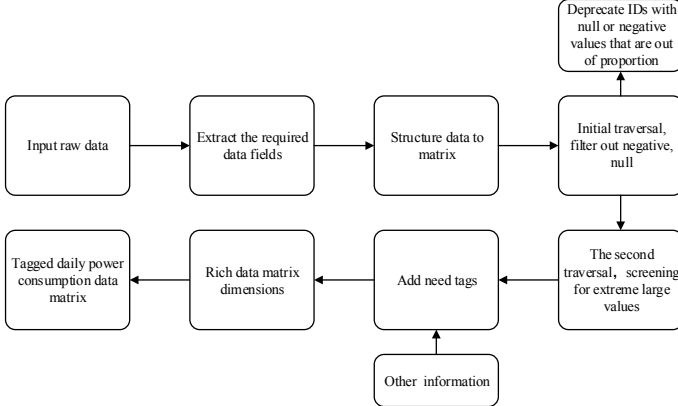 Deprecate IDs with
null or negative
values that are out
of proportion
Input raw data
Extract the required
data fields
Structure data to
matrix
Initial traversal,
filter out negative,
null
Tagged daily power
consumption data
matrix
Rich data matrix
dimensions
Add need tags
The second
traversal，screening
for extreme large
values
Other information